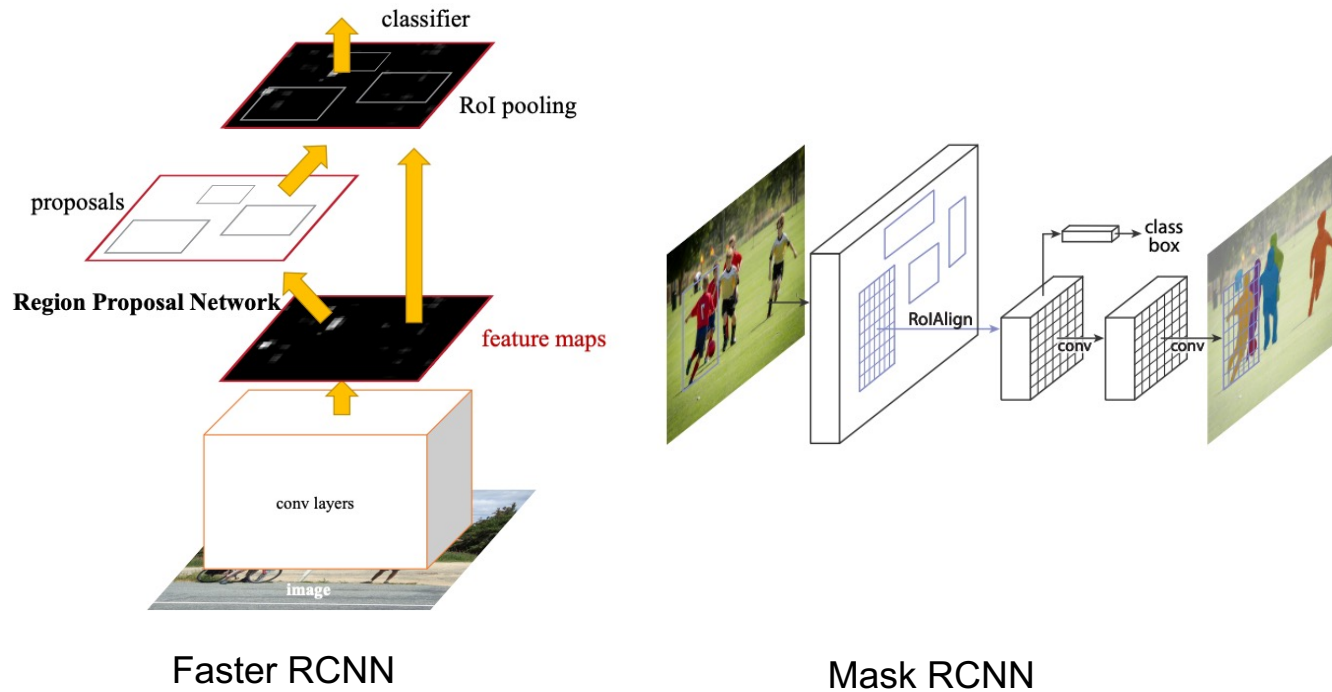 classifier
RoI pooling
proposals
Region Proposal Network
feature maps
conv layers
image
Faster RCNN
class
box
RoIAlign
conv
conv
Mask RCNN